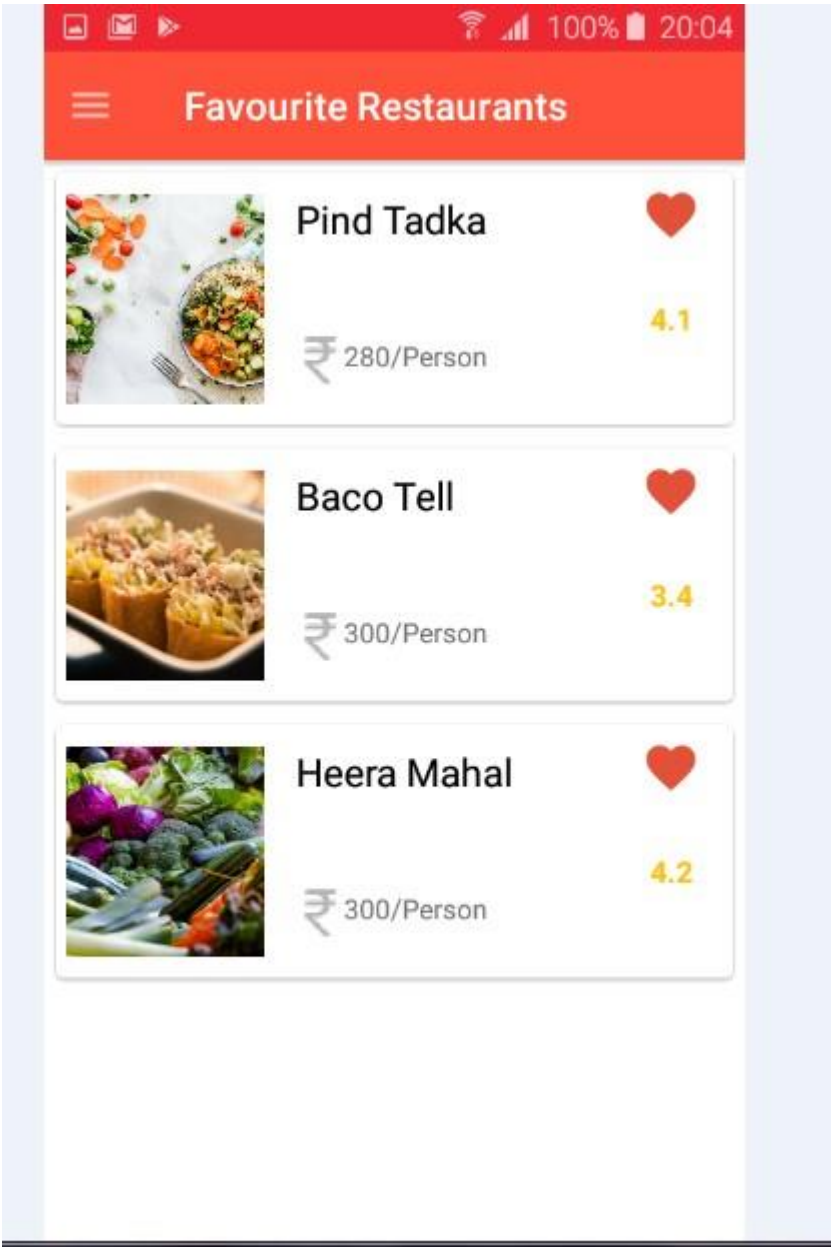 100% 20:04
Favourite Restaurants
Pind Tadka
4.1
₹ 280/Person
Baco Tell
3.4
₹ 300/Person
Heera Mahal
4.2
₹ 300/Person